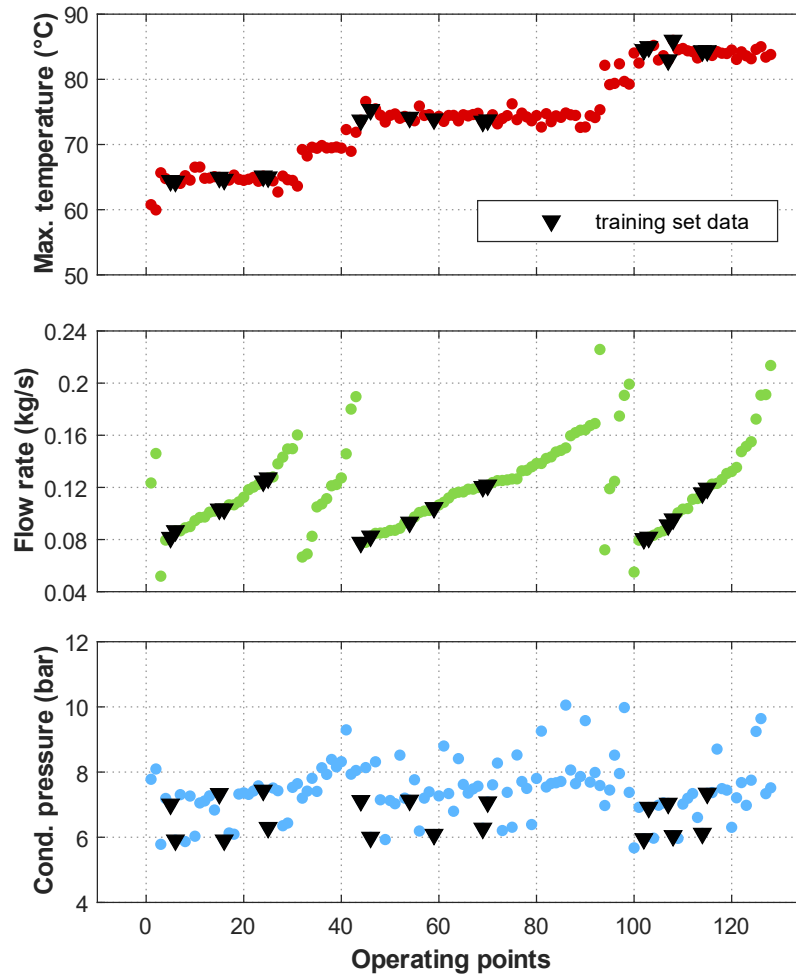 Max. temperature (°C)
90
80
70
60
50
training set data
Flow rate (kg/s)
0.24
0.2
0.16
0.12
0.08
0.04
Cond. pressure (bar)
12
10
8
6
4
0 20 40 60 80 100 120
Operating points